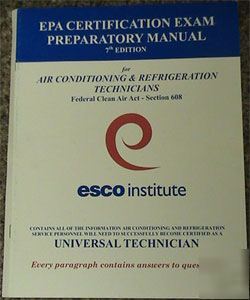 EPA CERTIFICATION EXAM
PREPARATORY MANUAL
7th EDITION
for
AIR CONDITIONING & REFRIGERATION
TECHNICIANS
Federal Clean Air Act - Section 608
esco institute
CONTAINS ALL OF THE INFORMATION AIR CONDITIONING AND REFRIGERATION
SERVICE PERSONNEL WILL NEED TO SUCCESSFULLY BECOME CERTIFIED AS A
UNIVERSAL TECHNICIAN
Every paragraph contains answers to ques